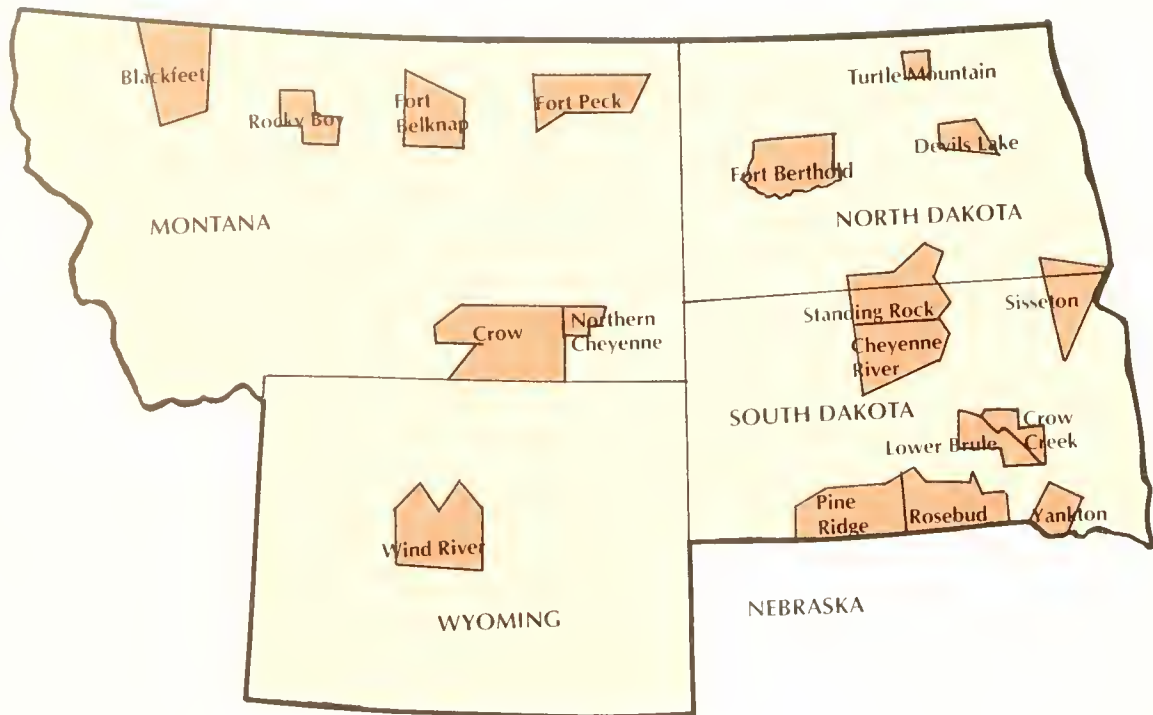 Blackfeet
Rocky Boy
Fort
Belknap
Fort Peck
Turtle Mountain
Devils Lake
Fort Berthold
MONTANA
NORTH DAKOTA
Crow
Northern
Cheyenne
Standing Rock
Sisseton
Cheyenne
River
SOUTH DAKOTA
Crow
Creek
Lower Brule
Pine
Ridge
Rosebud
Yankton
Wind River
WYOMING
NEBRASKA